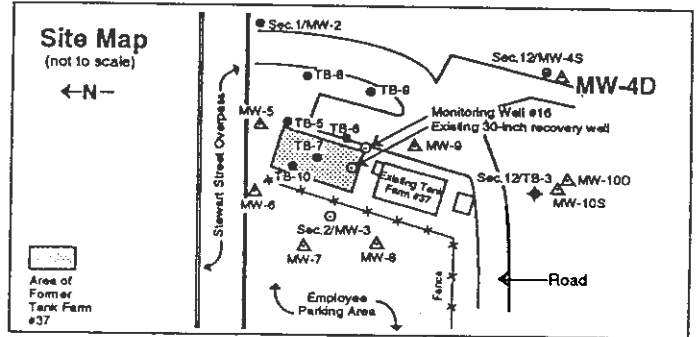 Site Map
(not to scale)
←N–
Stewart Street Overpass
Sec.1/MW-2
TB-8
TB-9
Sec.12/MW-4S
MW-4D
MW-5
TB-5
TB-6
Monitoring Well #16
Existing 30-inch recovery well
TB-7
MW-9
TB-10
Existing Tank
Farm #37
Sec.12/TB-3
MW-10D
MW-10S
MW-6
Sec.2/MW-3
MW-7
MW-8
Fence
Road
Area of
Former
Tank Farm
#37
Employee
Parking Area